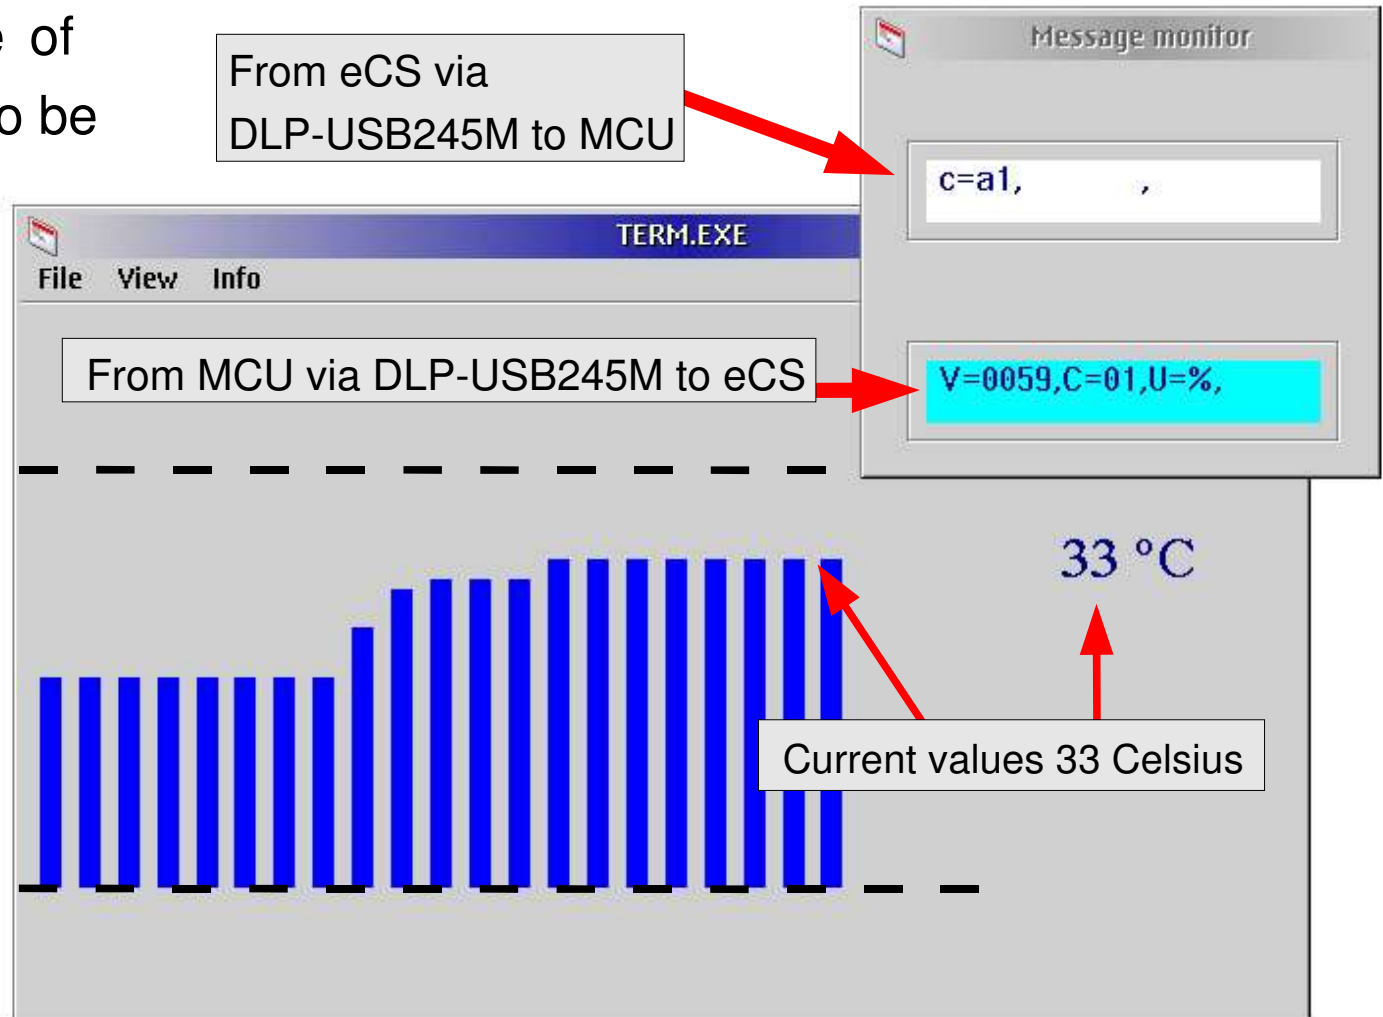 of
o be
From eCS via
DLP-USB245M to MCU
Message monitor
c=a1, ,
TERM.EXE
File View Info
From MCU via DLP-USB245M to eCS
V=0059,C=01,U=%,
33 °C
Current values 33 Celsius